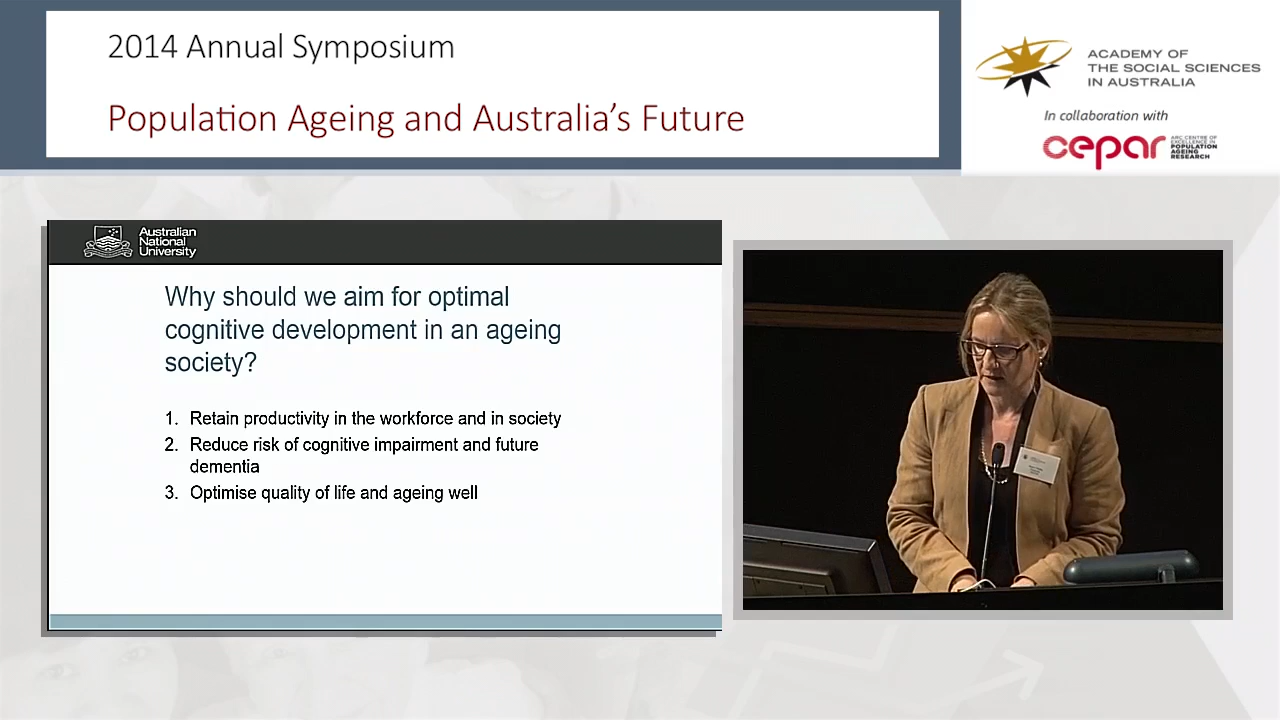 2014 Annual Symposium
Population Ageing and Australia's Future
ACADEMY OF
THE SOCIAL SCIENCES
IN AUSTRALIA
In collaboration with
cepar
ARC CENTRE OF
EXCELLENCE IN
POPULATION
AGEING
RESEARCH
Australian
National
University
Why should we aim for optimal
cognitive development in an ageing
society?
1. Retain productivity in the workforce and in society
2. Reduce risk of cognitive impairment and future
dementia
3. Optimise quality of life and ageing well